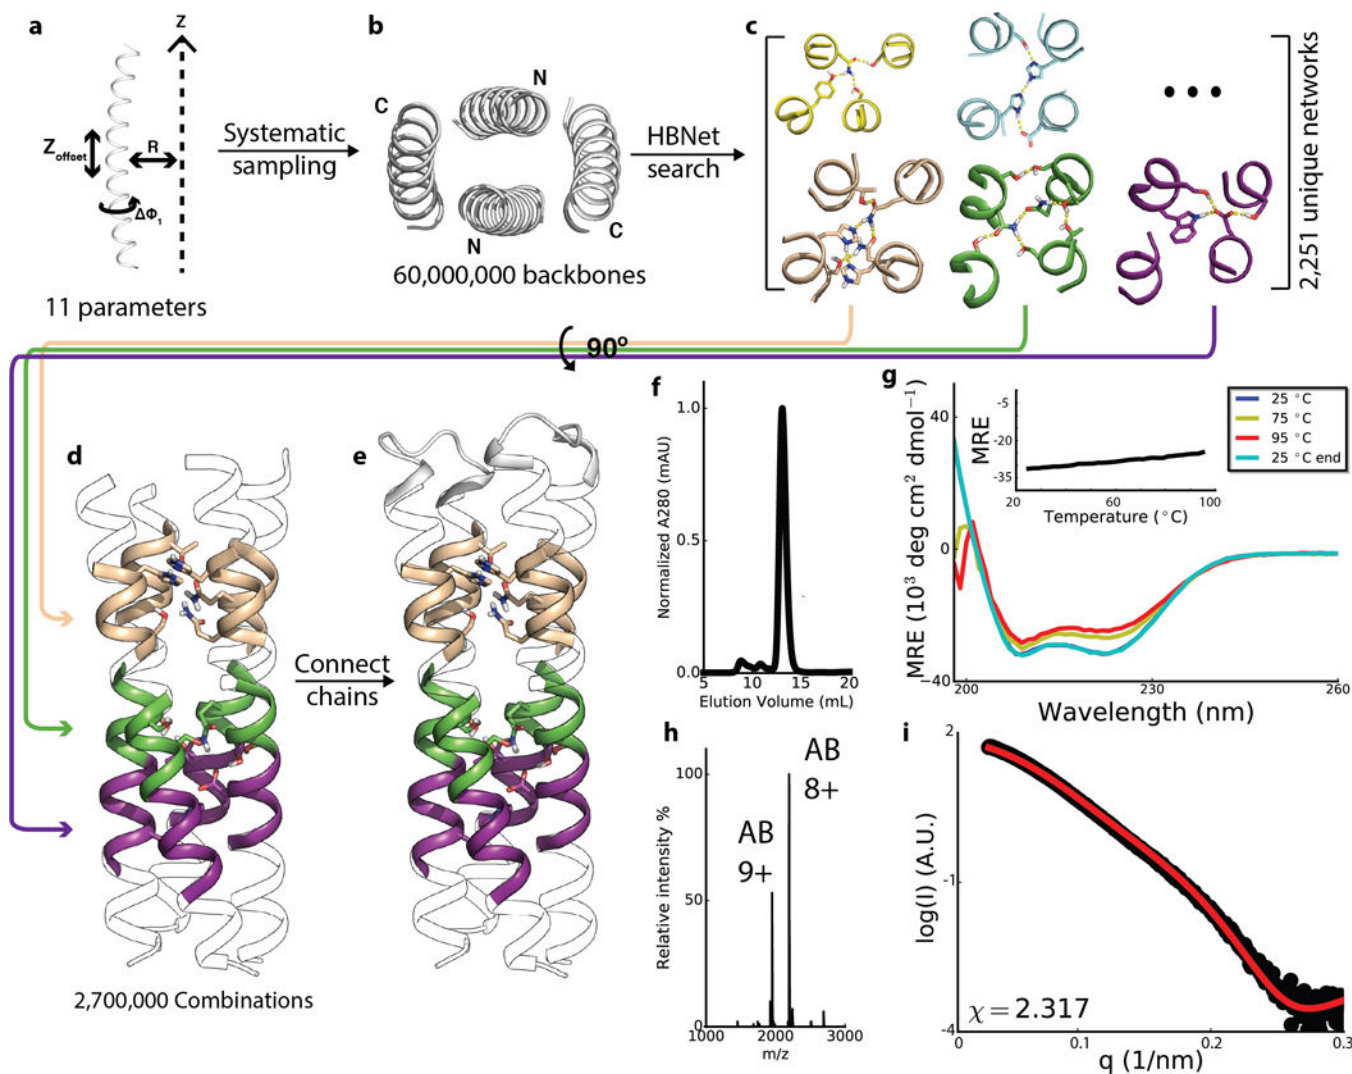 a
Z
Z offset
R
ΔΦ1
11 parameters
Systematic
sampling
b
N
C
C
N
60,000,000 backbones
HBNet
search
c
2,251 unique networks
90°
d
2,700,000 Combinations
Connect
chains
e
f
Normalized A280 (mAU)
1.0
0.5
0.0
5
10
15
20
Elution Volume (mL)
g
MRE (10³ deg cm² dmol⁻¹)
40
0
−40
200
230
260
Wavelength (nm)
MRE
-5
-20
-35
20
60
100
Temperature (°C)
25 °C
75 °C
95 °C
25 °C end
h
Relative intensity %
100
50
0
1000
2000
3000
m/z
AB
9+
AB
8+
i
log(I) (A.U.)
2
-1
-4
0
0.1
0.2
0.3
q (1/nm)
χ = 2.317